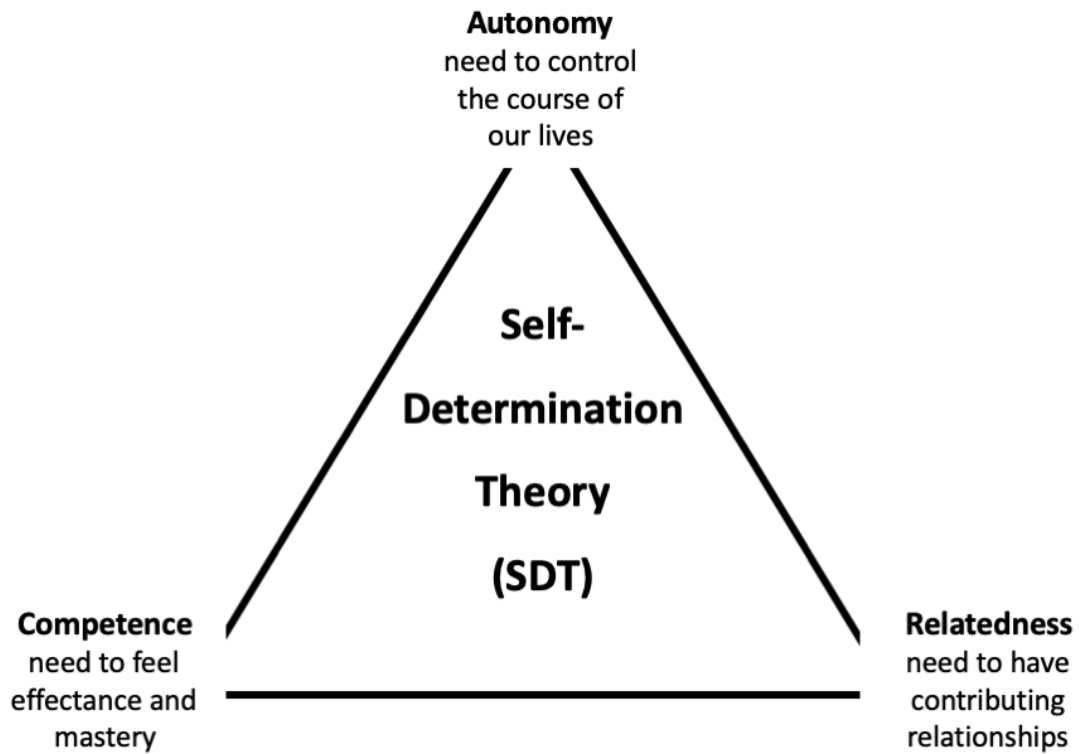 Autonomy
need to control
the course of
our lives
Self-
Determination
Theory
(SDT)
Competence
need to feel
effectance and
mastery
Relatedness
need to have
contributing
relationships